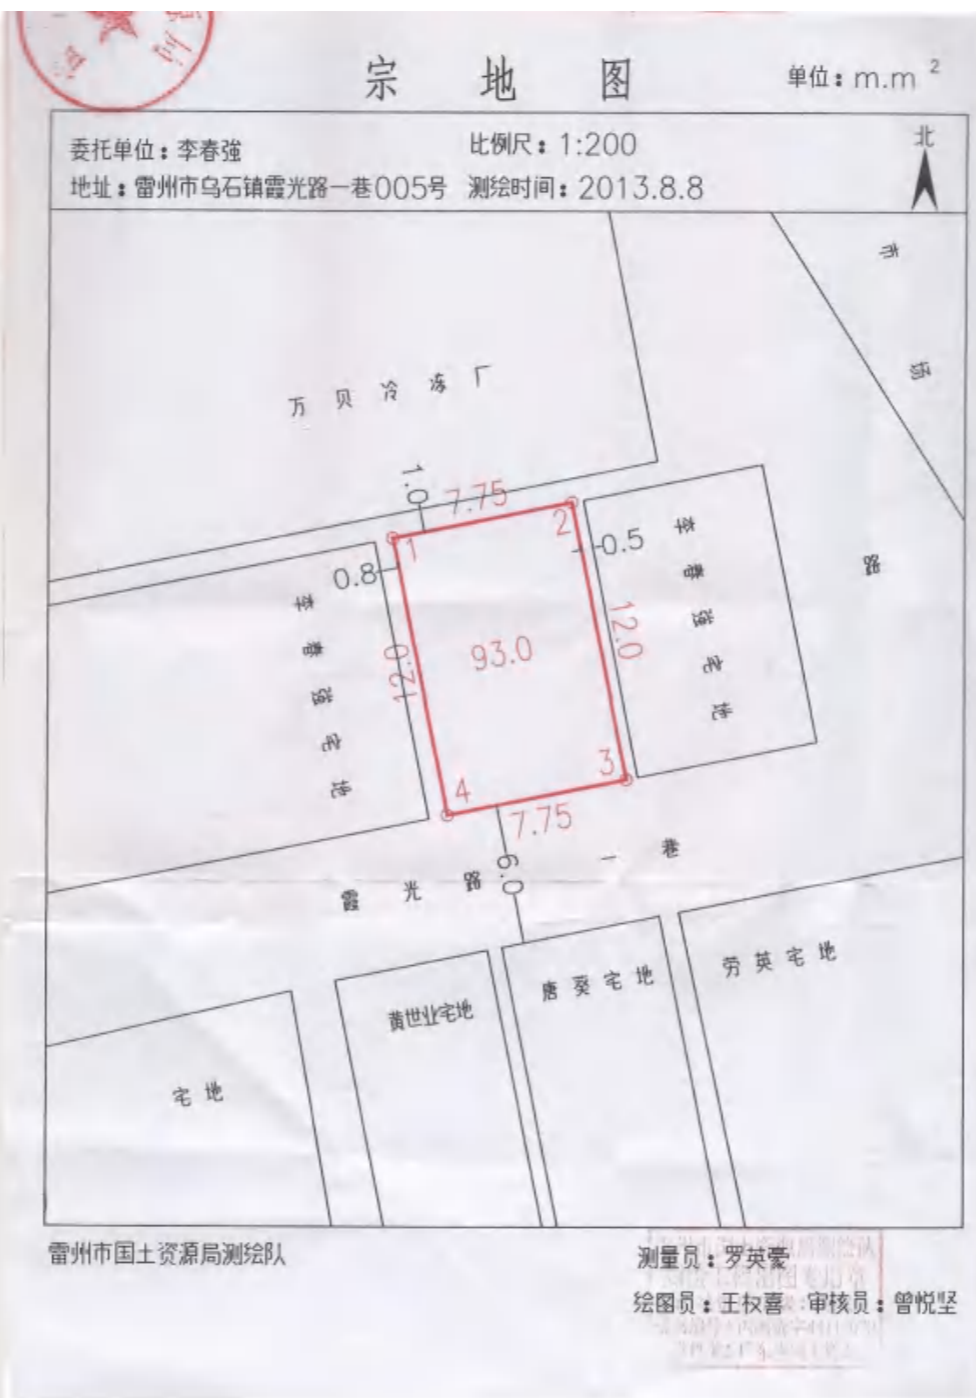 宗地图
单位：m.m²
委托单位：李春強
比例尺：1:200
北
地址：雷州市乌石镇霞光路一巷005号
测绘时间：2013.8.8
市场路
万贝冷冻厂
1.0
7.75
1
2
0.8
0.5
李春强宅地
12.0
93.0
12.0
李春强宅地
4
3
7.75
6.0
霞光路一巷
宅地
黄世业宅地
唐葵宅地
劳英宅地
雷州市国土资源局测绘队
测量员：罗英豪
绘图员：王权喜
审核员：曾悦坚